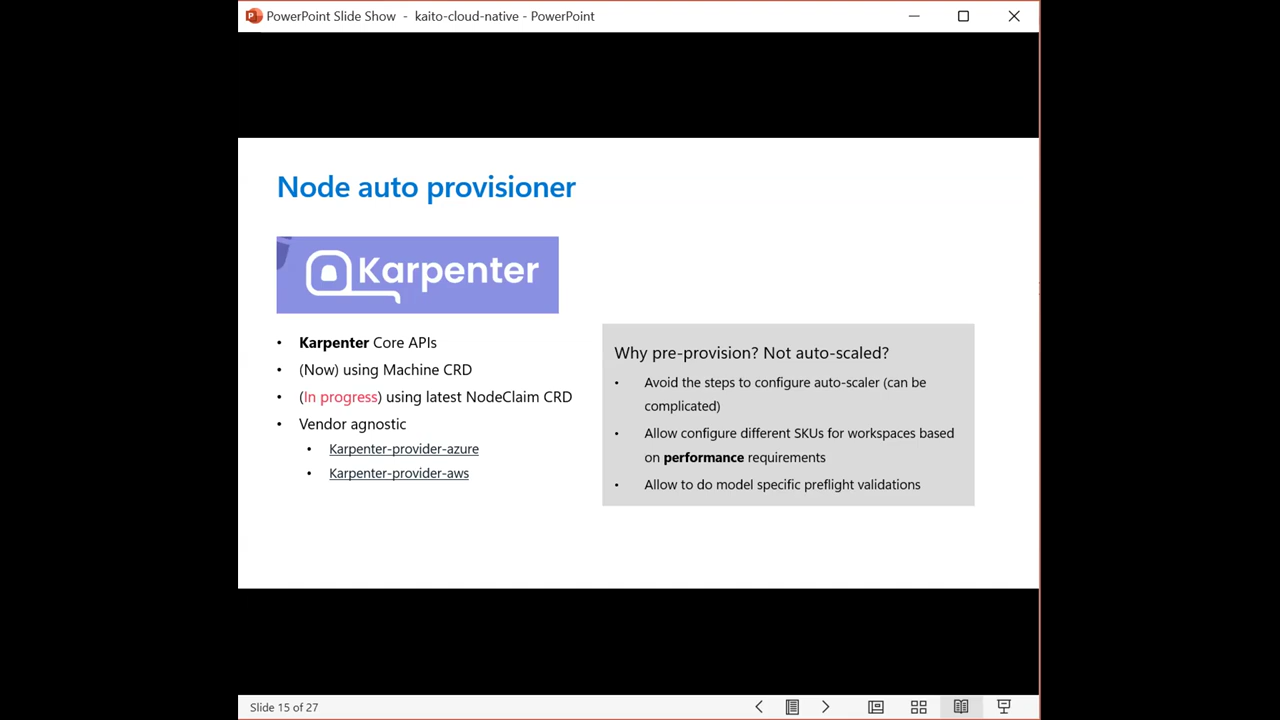 PowerPoint Slide Show - kaito-cloud-native - PowerPoint
Node auto provisioner
Karpenter
• Karpenter Core APIs
• (Now) using Machine CRD
• (In progress) using latest NodeClaim CRD
• Vendor agnostic
• Karpenter-provider-azure
• Karpenter-provider-aws
Why pre-provision? Not auto-scaled?
• Avoid the steps to configure auto-scaler (can be
complicated)
• Allow configure different SKUs for workspaces based
on performance requirements
• Allow to do model specific preflight validations
Slide 15 of 27